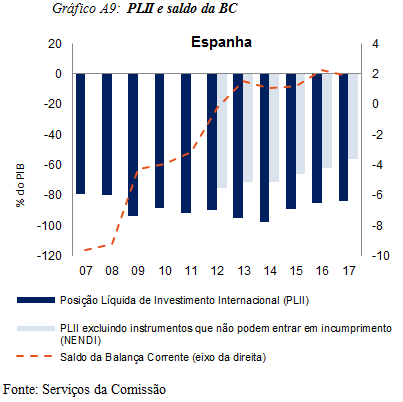 Gráfico A9: PLII e saldo da BC
Espanha
20
0
-20
-40
-60
-80
-100
-120
% do PIB
4
2
0
-2
-4
-6
-8
-10
07 08 09 10 11 12 13 14 15 16 17
Posição Líquida de Investimento Internacional (PLII)
PLII excluindo instrumentos que não podem entrar em incumprimento
(NENDI)
Saldo da Balança Corrente (eixo da direita)
Fonte: Serviços da Comissão